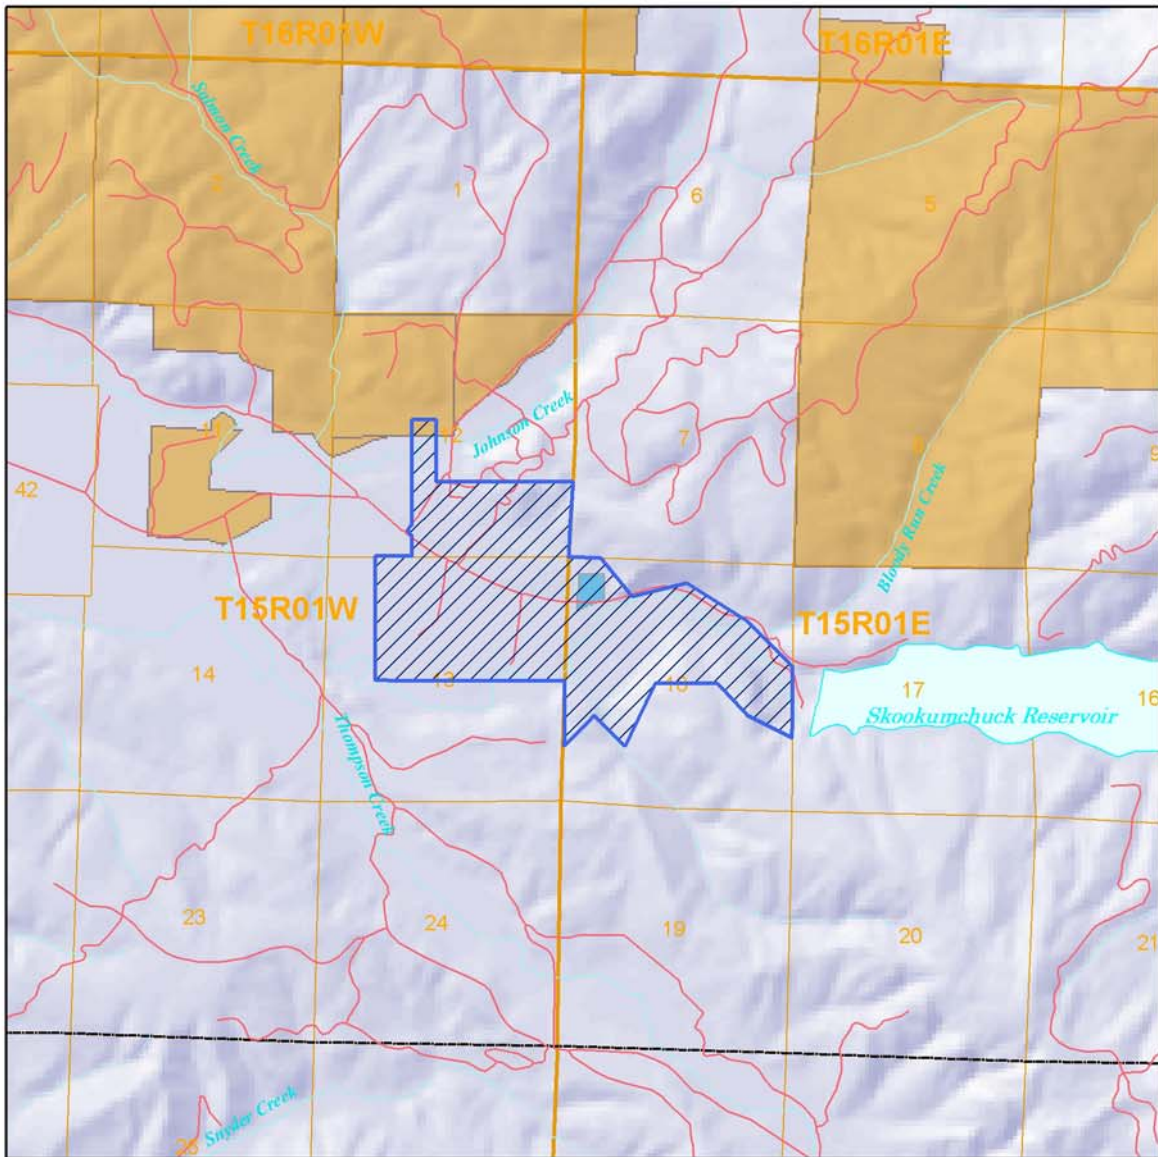 T16R01W
T16R01E
Salmon Creek
2
1
6
5
Johnson Creek
11
12
7
8
9
42
Bloody Run Creek
T15R01W
T15R01E
14
13
18
17
16
Skookumchuck Reservoir
Thompson Creek
23
24
19
20
21
Snyder Creek
26